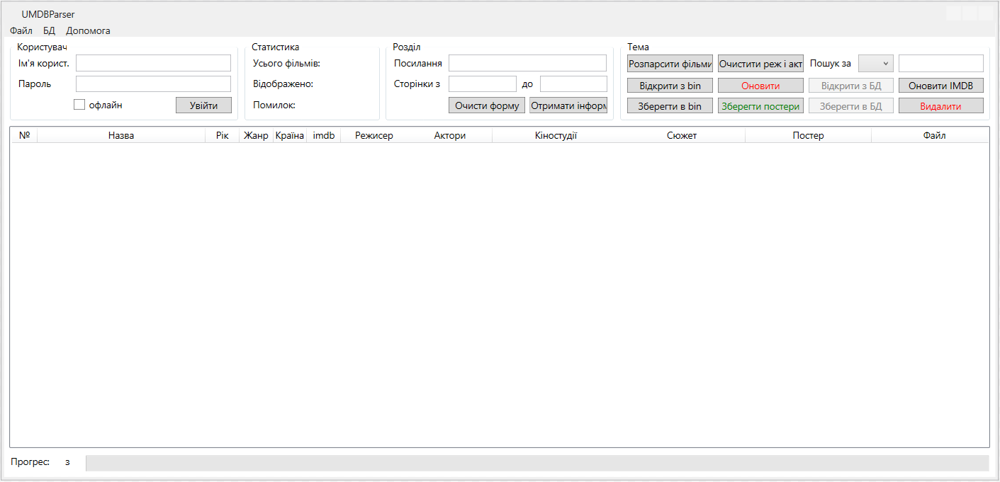 UMDBParser
Файл БД Допомога
Користувач Статистика Розділ Тема
Ім'я корист. Усього фільмів: Посилання Розпарсити фільми Очистити реж і акт Пошук за
Пароль Відображено: Сторінки з до Відкрити з bin Оновити Відкрити з БД Оновити IMDB
офлайн Увійти Помилок: Очисти форму Отримати інформ Зберегти в bin Зберегти постери Зберегти в БД Видалити
№ Назва Рік Жанр Країна imdb Режисер Актори Кіностудії Сюжет Постер Файл
Прогрес: з